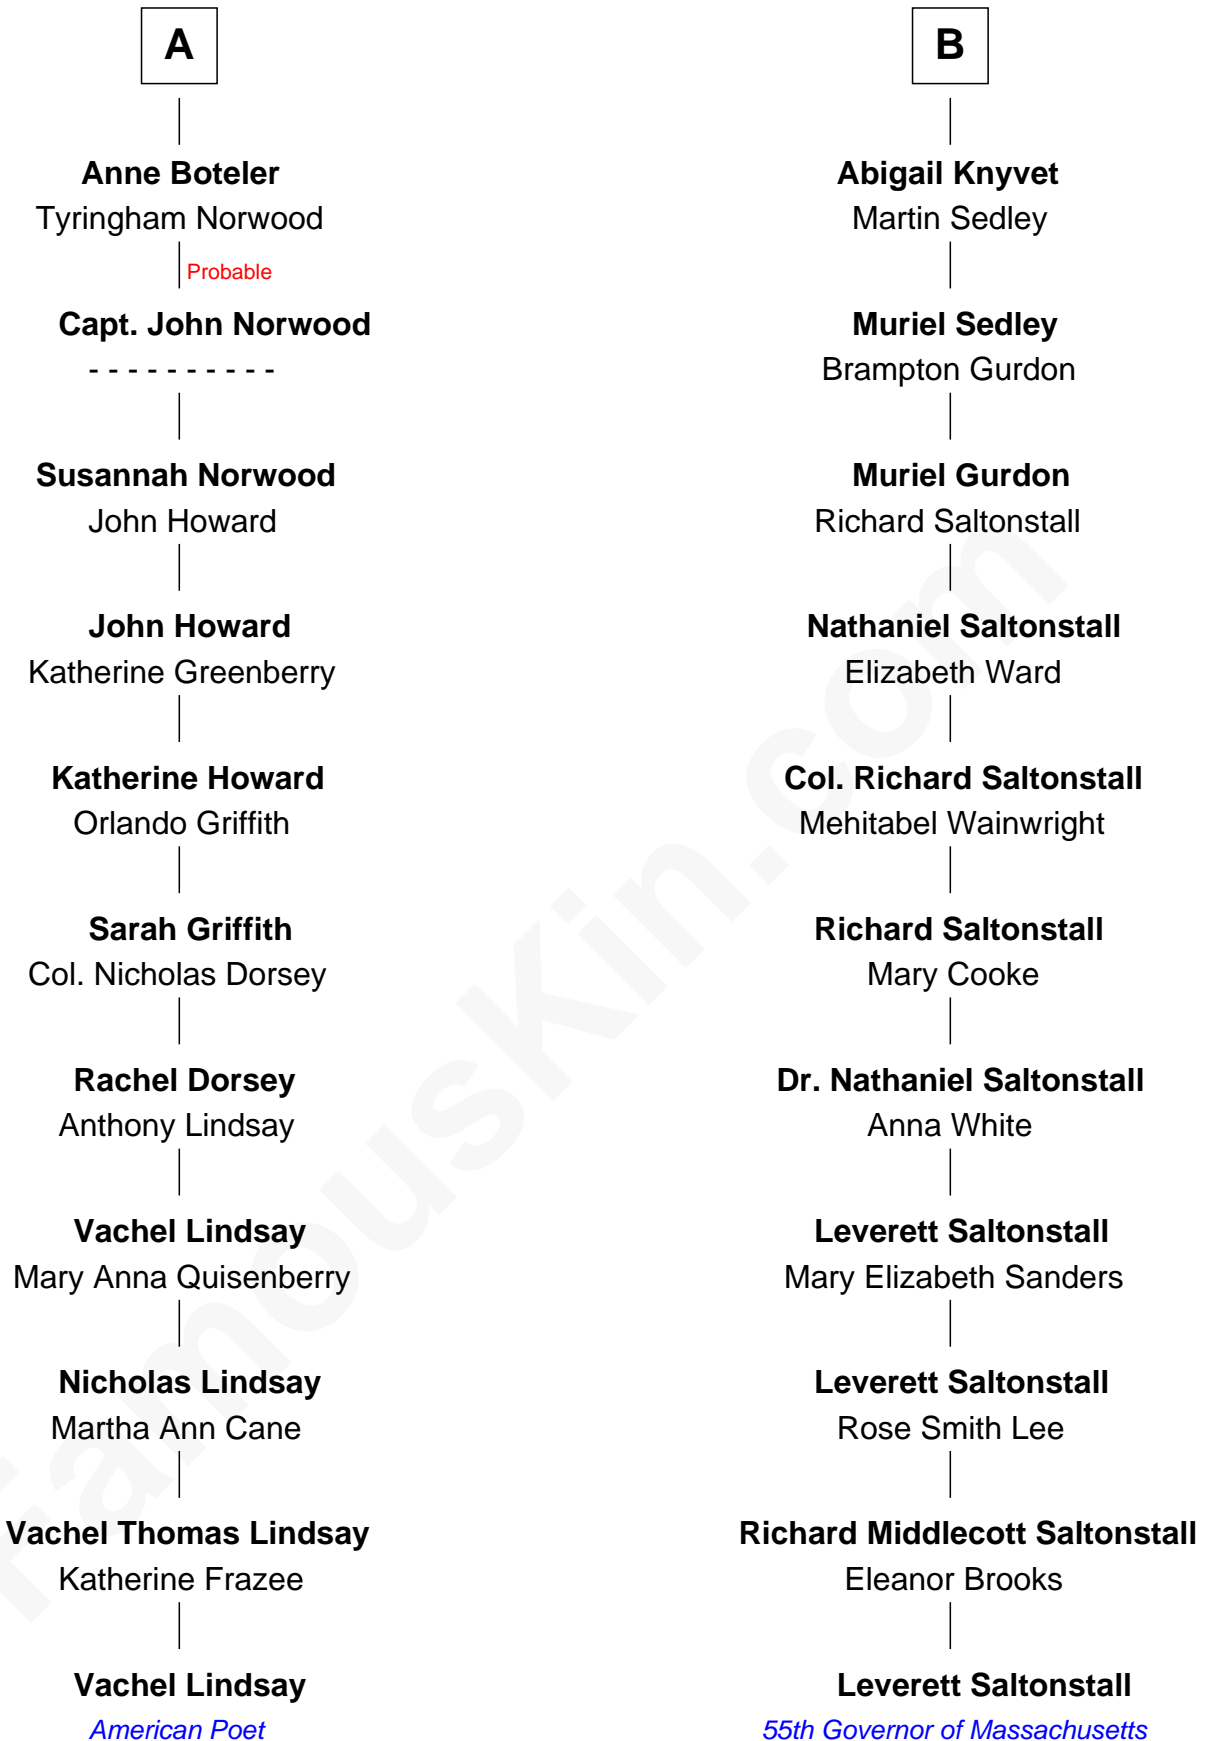 A
Anne Boteler
Tyringham Norwood
Probable
Capt. John Norwood
- - - - - - - - - -
Susannah Norwood
John Howard
John Howard
Katherine Greenberry
Katherine Howard
Orlando Griffith
Sarah Griffith
Col. Nicholas Dorsey
Rachel Dorsey
Anthony Lindsay
Vachel Lindsay
Mary Anna Quisenberry
Nicholas Lindsay
Martha Ann Cane
Vachel Thomas Lindsay
Katherine Frazee
Vachel Lindsay
American Poet
B
Abigail Knyvet
Martin Sedley
Muriel Sedley
Brampton Gurdon
Muriel Gurdon
Richard Saltonstall
Nathaniel Saltonstall
Elizabeth Ward
Col. Richard Saltonstall
Mehitabel Wainwright
Richard Saltonstall
Mary Cooke
Dr. Nathaniel Saltonstall
Anna White
Leverett Saltonstall
Mary Elizabeth Sanders
Leverett Saltonstall
Rose Smith Lee
Richard Middlecott Saltonstall
Eleanor Brooks
Leverett Saltonstall
55th Governor of Massachusetts
FamousKin.com